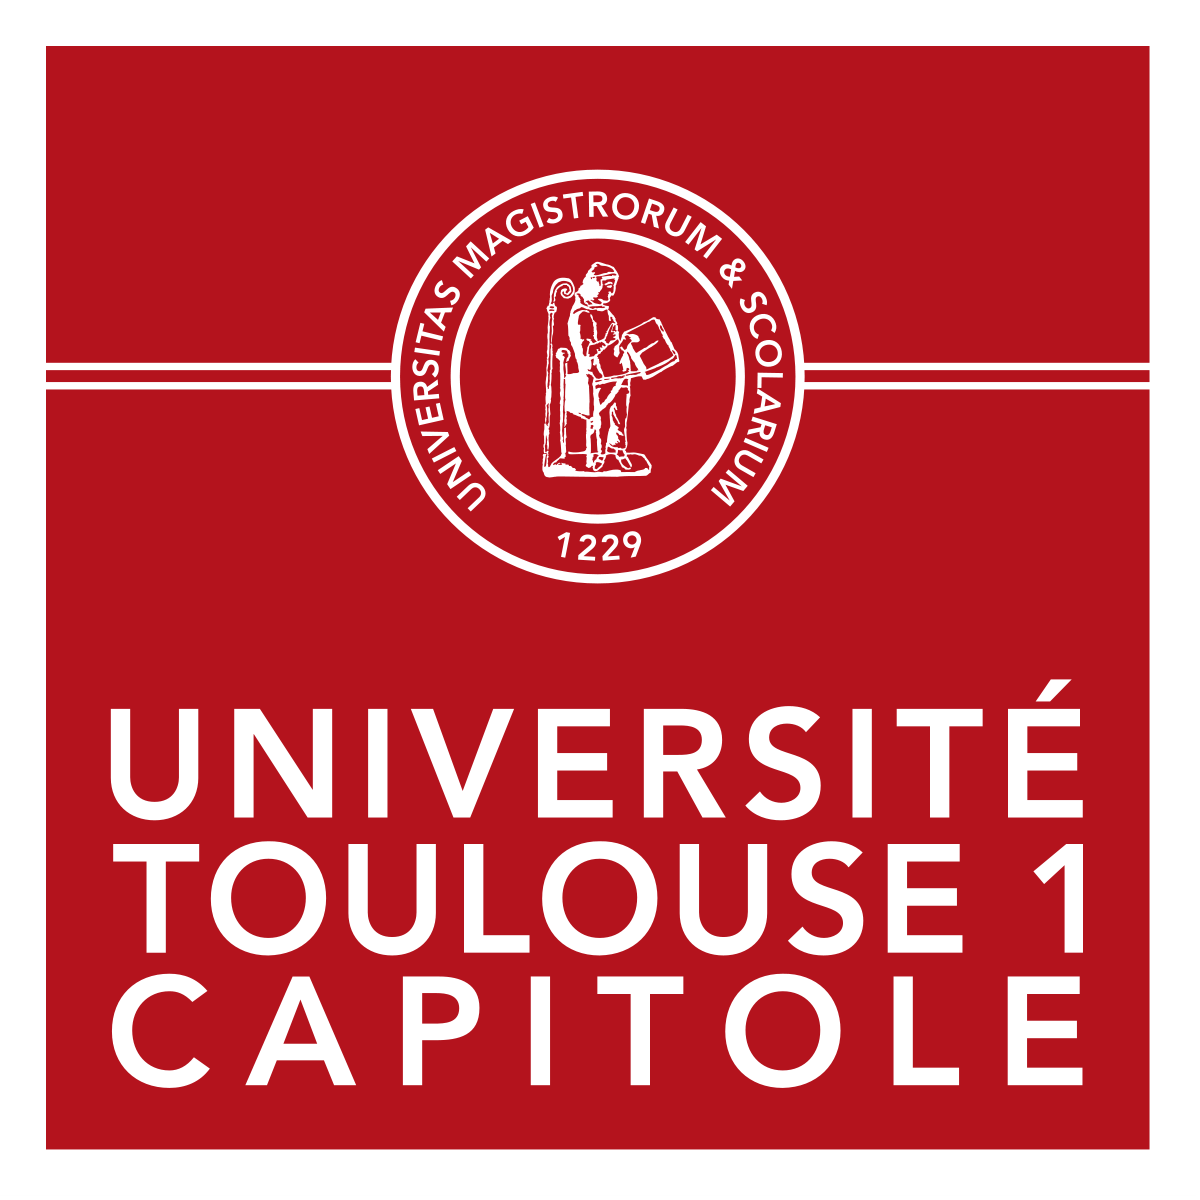 UNIVERSITAS MAGISTRORUM & SCOLARIUM
1229
UNIVERSITÉ
TOULOUSE 1
CAPITOLE